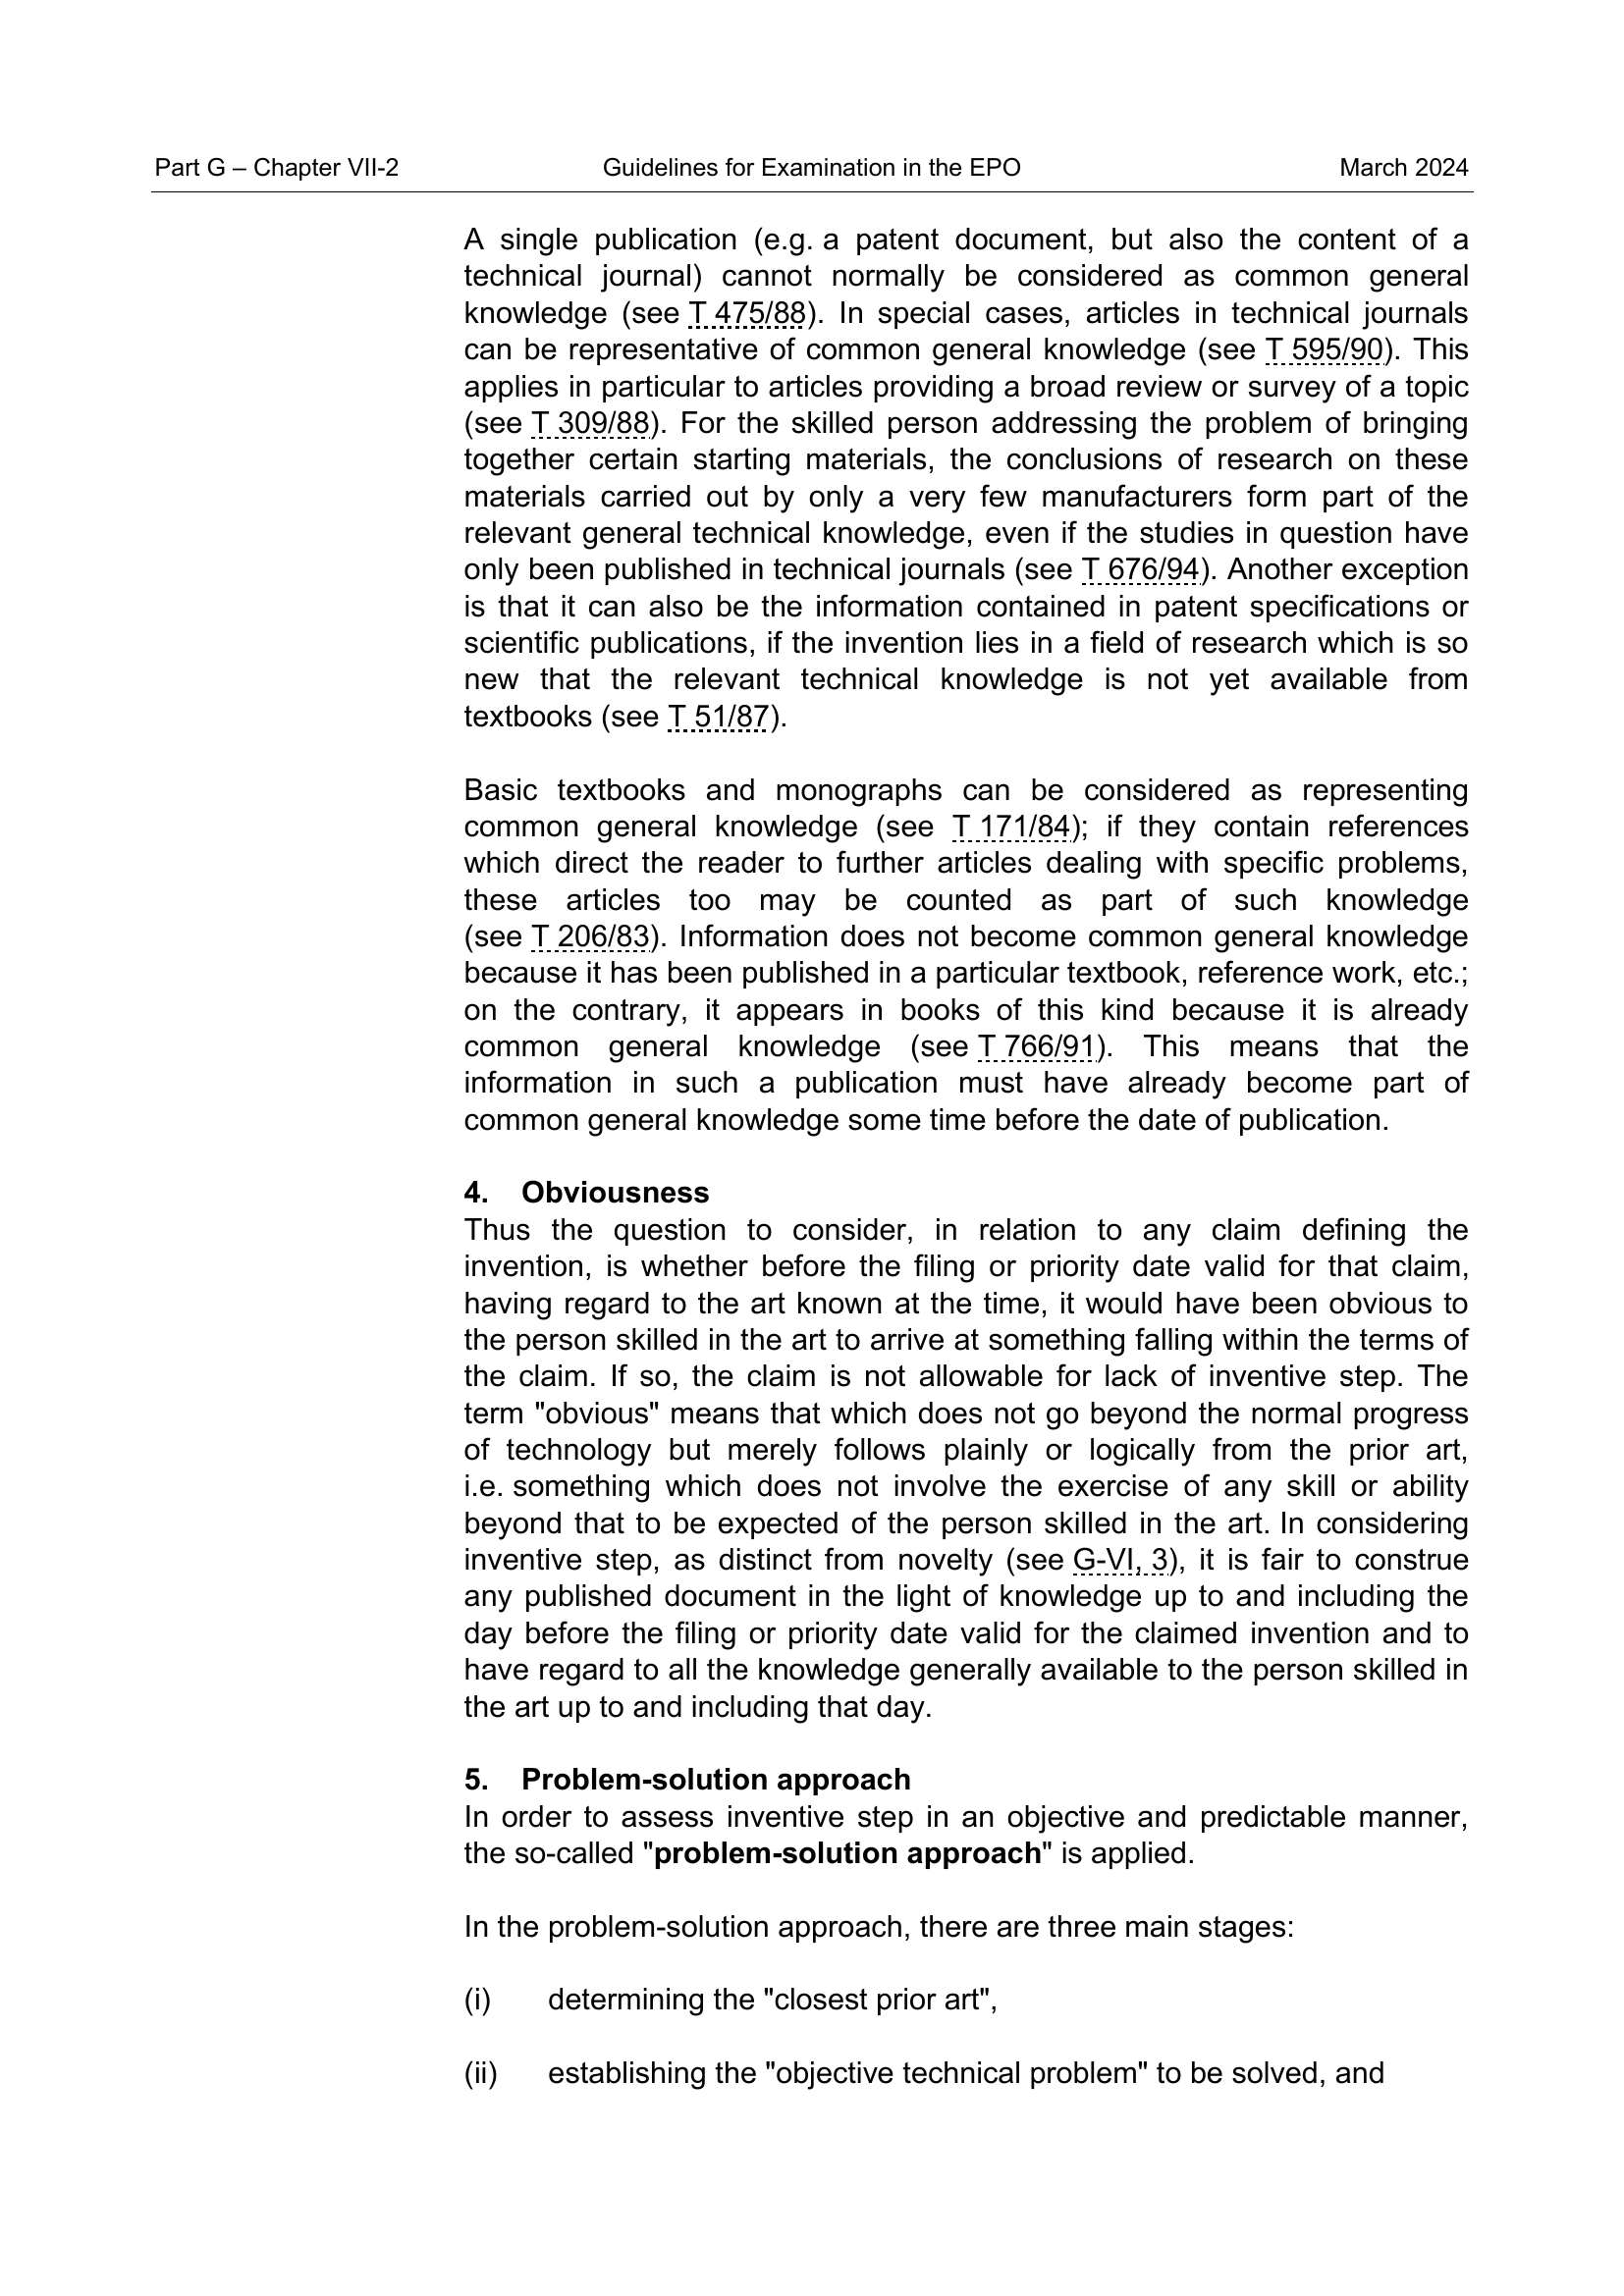 Part G – Chapter VII-2 Guidelines for Examination in the EPO March 2024
A single publication (e.g. a patent document, but also the content of a
technical journal) cannot normally be considered as common general
knowledge (see T 475/88). In special cases, articles in technical journals
can be representative of common general knowledge (see T 595/90). This
applies in particular to articles providing a broad review or survey of a topic
(see T 309/88). For the skilled person addressing the problem of bringing
together certain starting materials, the conclusions of research on these
materials carried out by only a very few manufacturers form part of the
relevant general technical knowledge, even if the studies in question have
only been published in technical journals (see T 676/94). Another exception
is that it can also be the information contained in patent specifications or
scientific publications, if the invention lies in a field of research which is so
new that the relevant technical knowledge is not yet available from
textbooks (see T 51/87).
Basic textbooks and monographs can be considered as representing
common general knowledge (see T 171/84); if they contain references
which direct the reader to further articles dealing with specific problems,
these articles too may be counted as part of such knowledge
(see T 206/83). Information does not become common general knowledge
because it has been published in a particular textbook, reference work, etc.;
on the contrary, it appears in books of this kind because it is already
common general knowledge (see T 766/91). This means that the
information in such a publication must have already become part of
common general knowledge some time before the date of publication.
4. Obviousness
Thus the question to consider, in relation to any claim defining the
invention, is whether before the filing or priority date valid for that claim,
having regard to the art known at the time, it would have been obvious to
the person skilled in the art to arrive at something falling within the terms of
the claim. If so, the claim is not allowable for lack of inventive step. The
term "obvious" means that which does not go beyond the normal progress
of technology but merely follows plainly or logically from the prior art,
i.e. something which does not involve the exercise of any skill or ability
beyond that to be expected of the person skilled in the art. In considering
inventive step, as distinct from novelty (see G-VI, 3), it is fair to construe
any published document in the light of knowledge up to and including the
day before the filing or priority date valid for the claimed invention and to
have regard to all the knowledge generally available to the person skilled in
the art up to and including that day.
5. Problem-solution approach
In order to assess inventive step in an objective and predictable manner,
the so-called "problem-solution approach" is applied.
In the problem-solution approach, there are three main stages:
(i) determining the "closest prior art",
(ii) establishing the "objective technical problem" to be solved, and